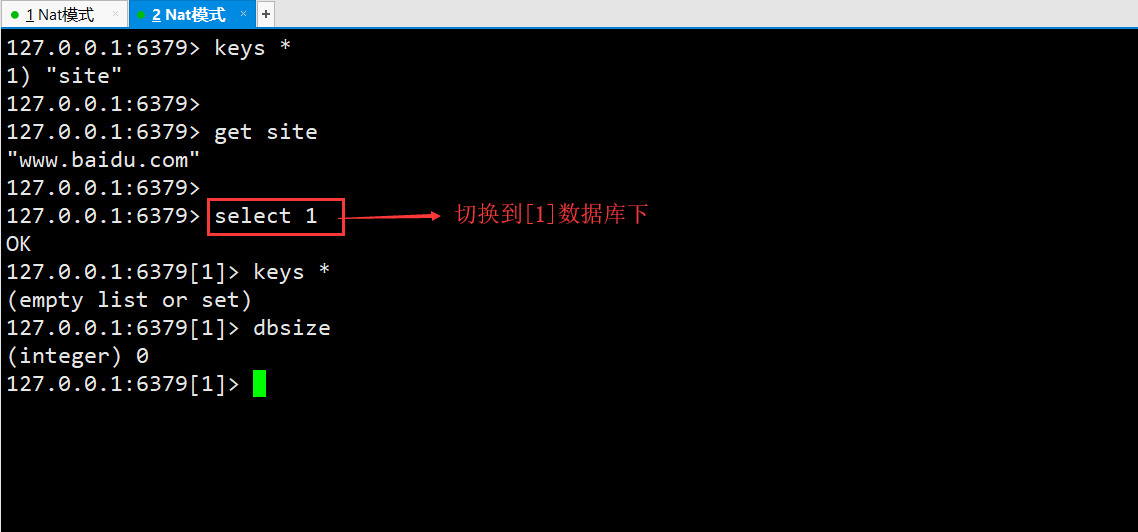 1 Nat模式 × 2 Nat模式 × +
127.0.0.1:6379> keys *
1) "site"
127.0.0.1:6379>
127.0.0.1:6379> get site
"www.baidu.com"
127.0.0.1:6379>
127.0.0.1:6379> select 1 切换到[1]数据库下
OK
127.0.0.1:6379[1]> keys *
(empty list or set)
127.0.0.1:6379[1]> dbsize
(integer) 0
127.0.0.1:6379[1]>